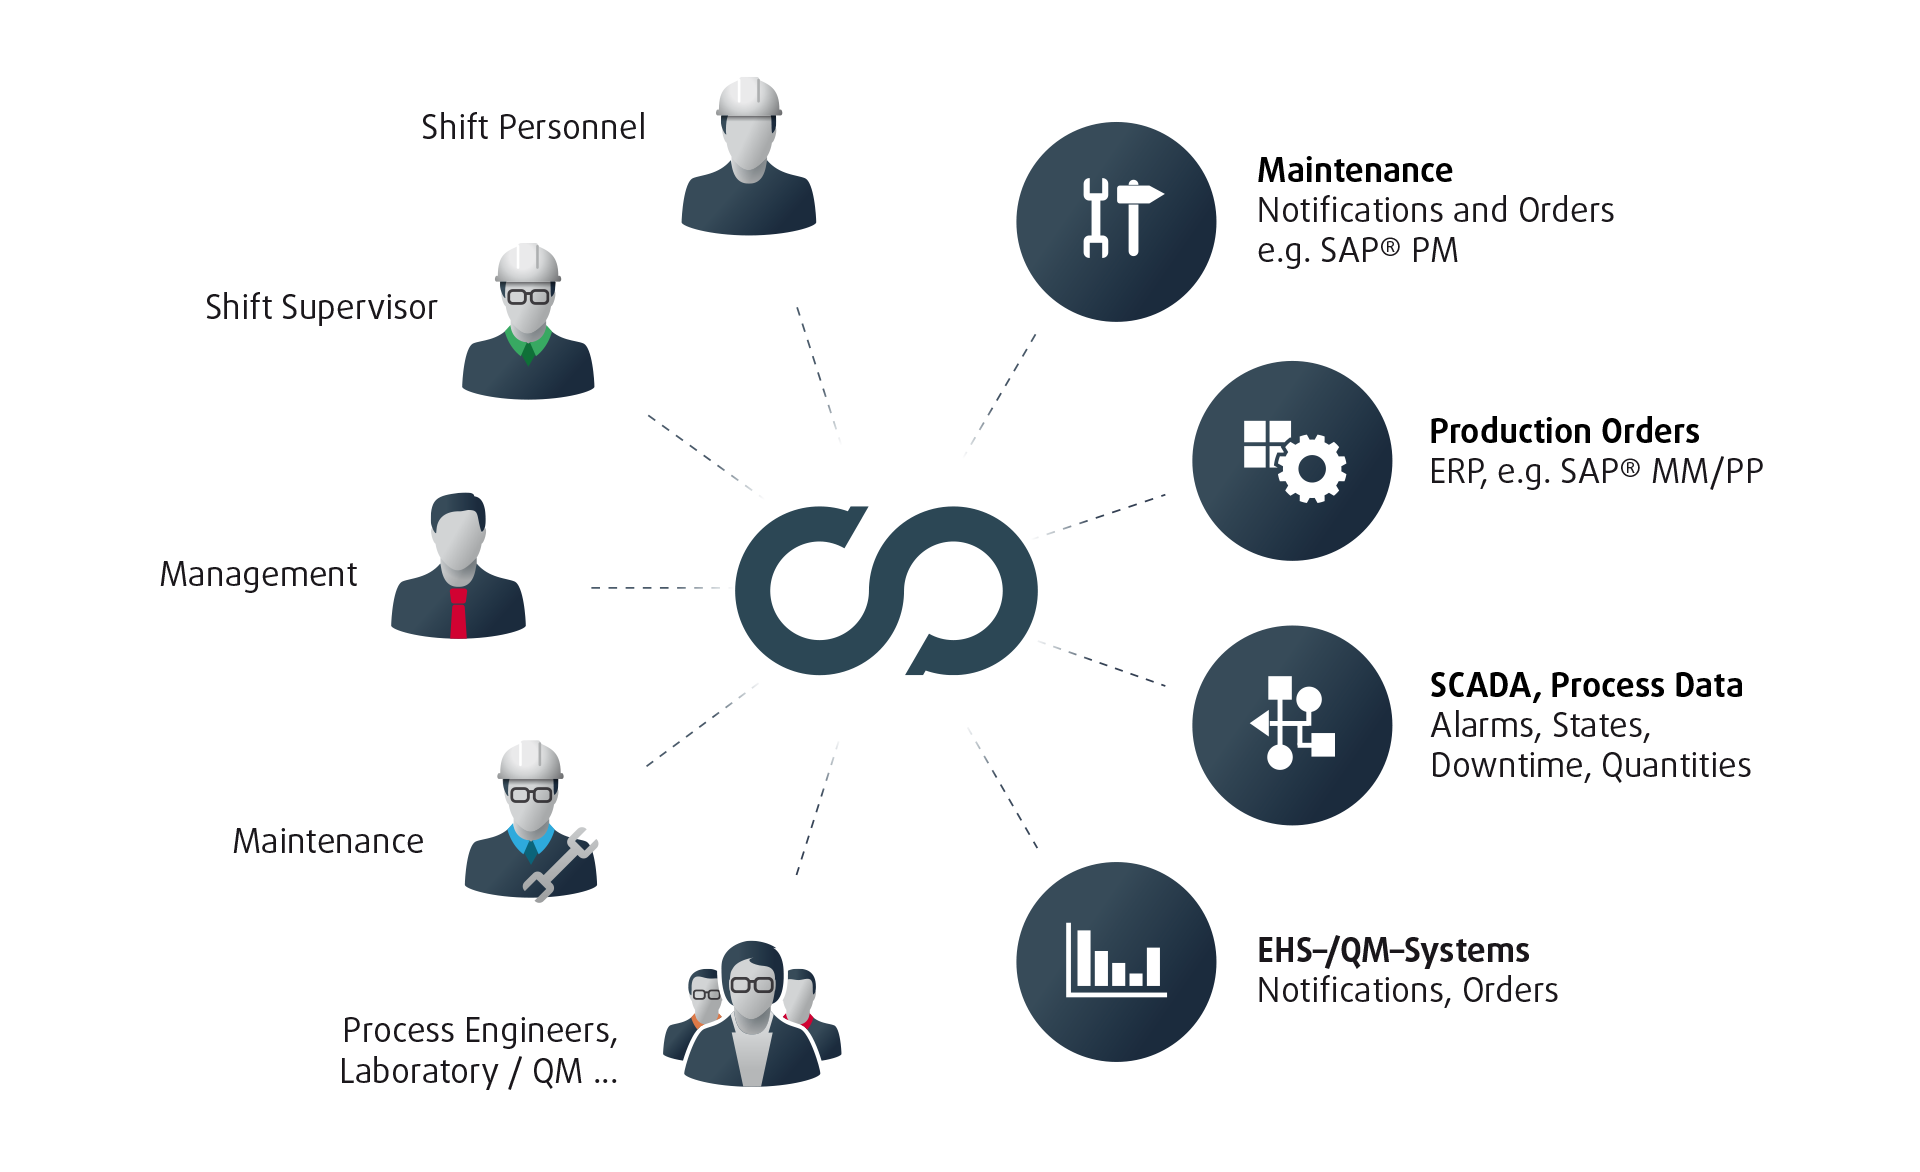 Shift Personnel
Shift Supervisor
Management
Maintenance
Process Engineers,
Laboratory / QM ...
Maintenance
Notifications and Orders
e.g. SAP® PM
Production Orders
ERP, e.g. SAP® MM/PP
SCADA, Process Data
Alarms, States,
Downtime, Quantities
EHS–/QM–Systems
Notifications, Orders